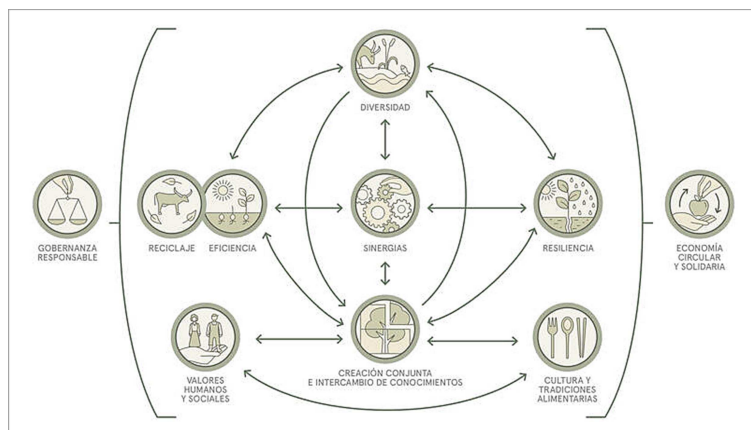 DIVERSIDAD
GOBERNANZA
RESPONSABLE
RECICLAJE
EFICIENCIA
SINERGIAS
RESILIENCIA
ECONOMÍA
CIRCULAR
Y SOLIDARIA
VALORES
HUMANOS
Y SOCIALES
CREACIÓN CONJUNTA
E INTERCAMBIO DE CONOCIMIENTOS
CULTURA Y
TRADICIONES
ALIMENTARIAS